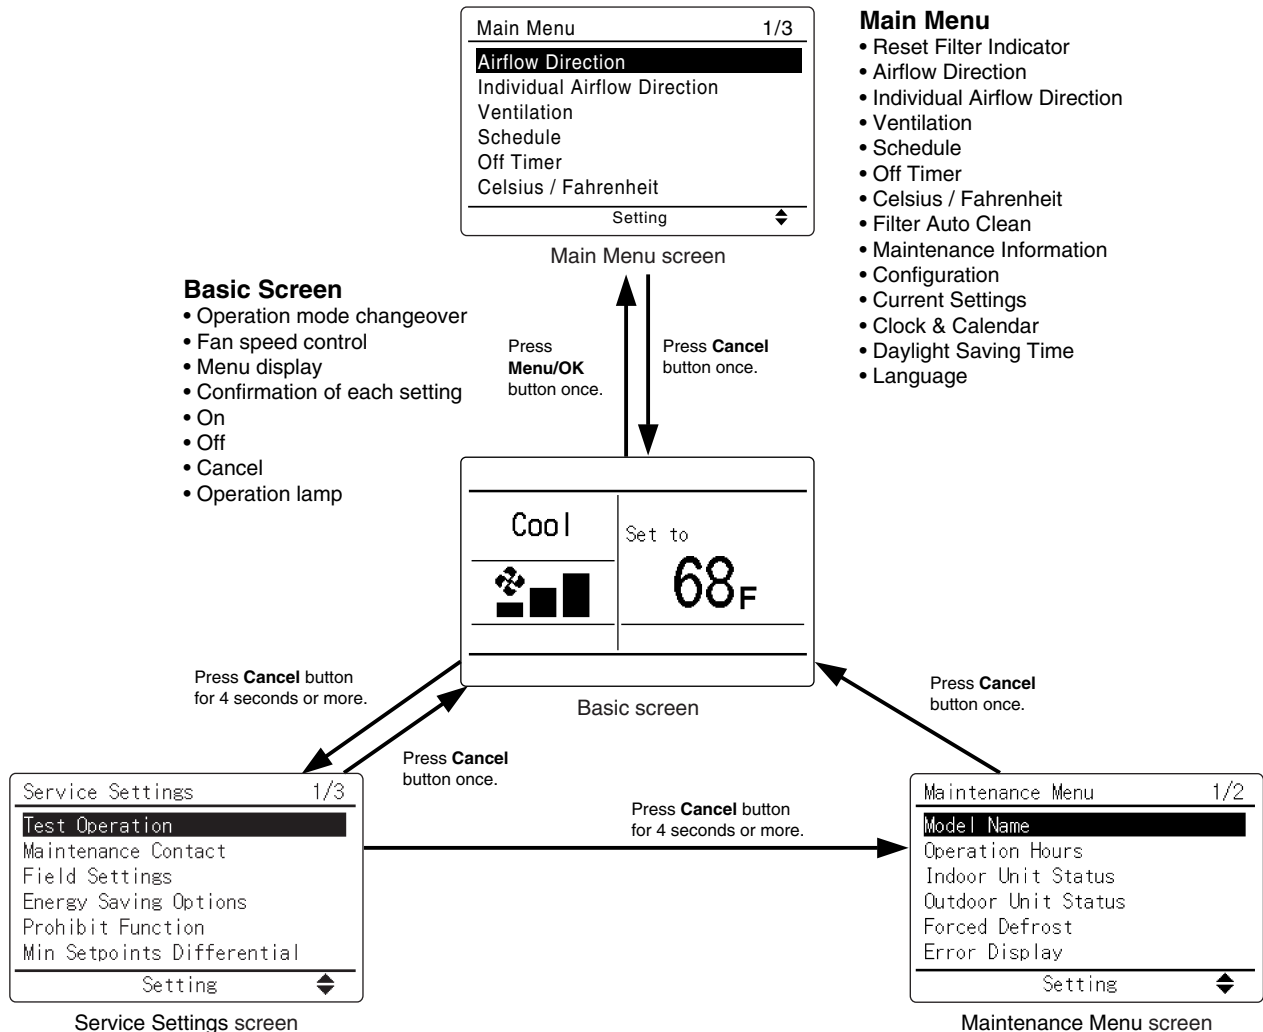 Main Menu 1/3
Airflow Direction
Individual Airflow Direction
Ventilation
Schedule
Off Timer
Celsius / Fahrenheit
Setting
Main Menu screen
Main Menu
• Reset Filter Indicator
• Airflow Direction
• Individual Airflow Direction
• Ventilation
• Schedule
• Off Timer
• Celsius / Fahrenheit
• Filter Auto Clean
• Maintenance Information
• Configuration
• Current Settings
• Clock & Calendar
• Daylight Saving Time
• Language
Basic Screen
• Operation mode changeover
• Fan speed control
• Menu display
• Confirmation of each setting
• On
• Off
• Cancel
• Operation lamp
Press
Menu/OK
button once.
Press Cancel
button once.
Cool
Set to
68F
Basic screen
Press Cancel button
for 4 seconds or more.
Press Cancel
button once.
Press Cancel
button once.
Press Cancel button
for 4 seconds or more.
Service Settings 1/3
Test Operation
Maintenance Contact
Field Settings
Energy Saving Options
Prohibit Function
Min Setpoints Differential
Setting
Service Settings screen
Maintenance Menu 1/2
Model Name
Operation Hours
Indoor Unit Status
Outdoor Unit Status
Forced Defrost
Error Display
Setting
Maintenance Menu screen